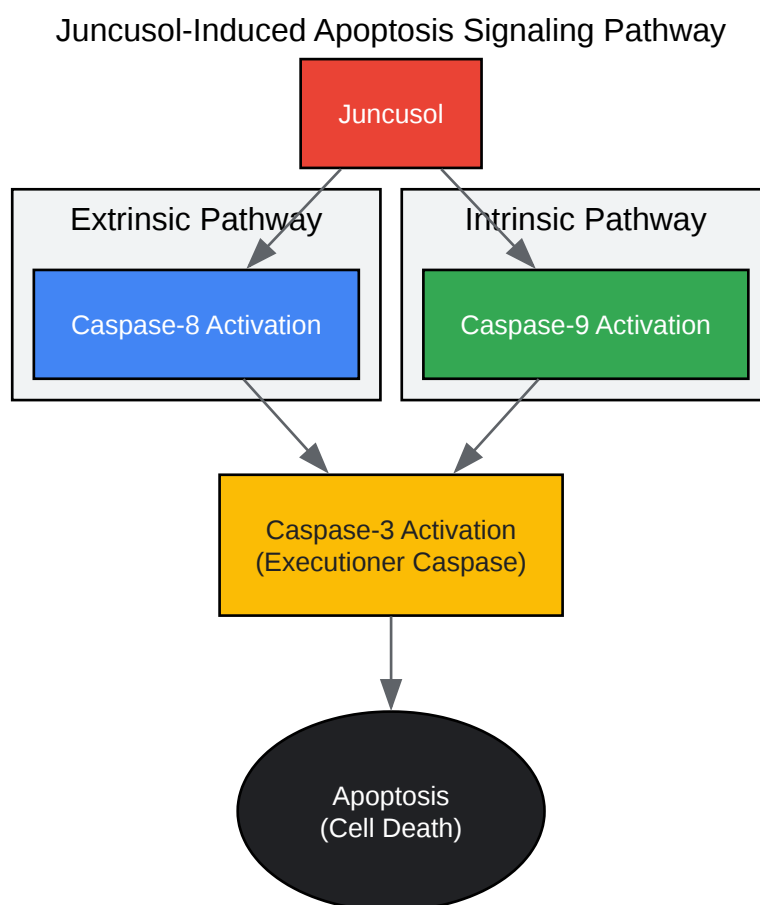 Juncusol-Induced Apoptosis Signaling Pathway
Juncusol
Extrinsic Pathway
Intrinsic Pathway
Caspase-8 Activation
Caspase-9 Activation
Caspase-3 Activation
(Executioner Caspase)
Apoptosis
(Cell Death)